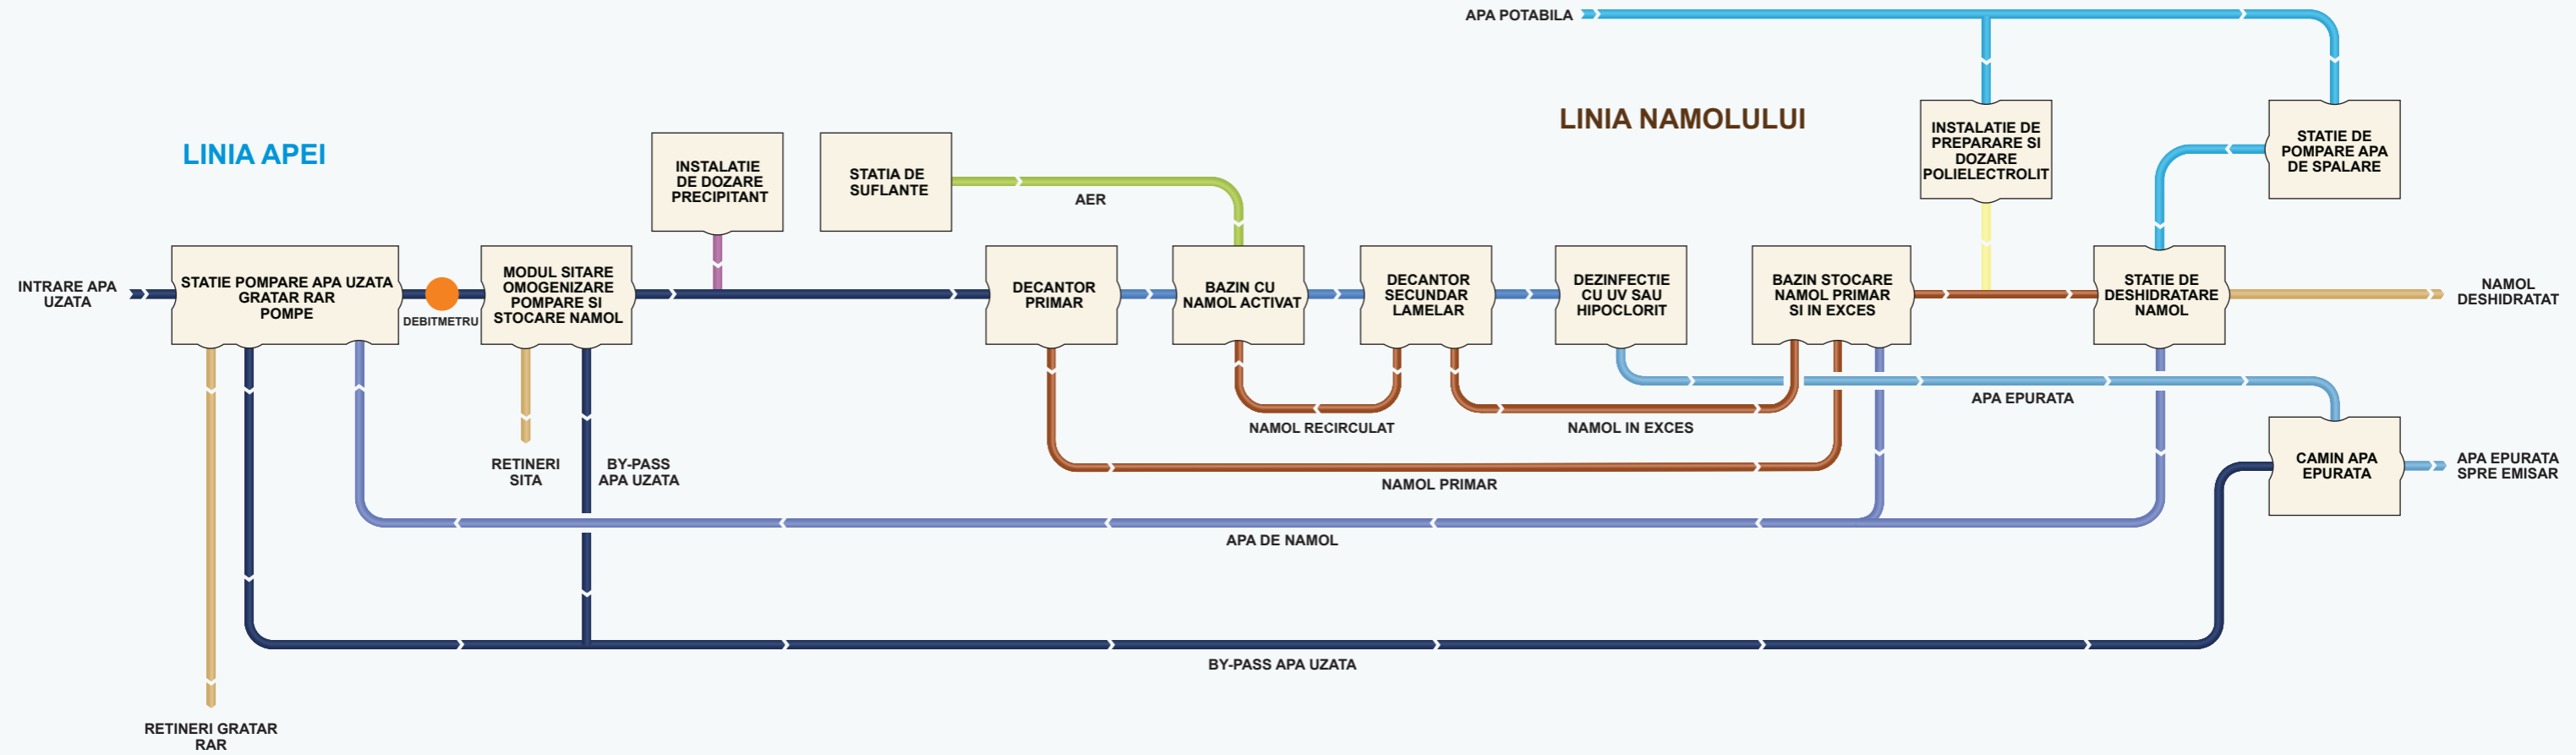 APA POTABILA
LINIA NAMOLULUI
LINIA APEI
INSTALATIE
DE DOZARE
PRECIPITANT
STATIA DE
SUFLANTE
AER
INSTALATIE DE
PREPARARE SI
DOZARE
POLIELECTROLIT
STATIE DE
POMPARE APA
DE SPALARE
INTRARE APA
UZATA
STATIE POMPARE APA UZATA
GRATAR RAR
POMPE
DEBITMETRU
MODUL SITARE
OMOGENIZARE
POMPARE SI
STOCARE NAMOL
DECANTOR
PRIMAR
BAZIN CU
NAMOL ACTIVAT
DECANTOR
SECUNDAR
LAMELAR
DEZINFECTIE
CU UV SAU
HIPOCLORIT
BAZIN STOCARE
NAMOL PRIMAR
SI IN EXCES
STATIE DE
DESHIDRATARE
NAMOL
NAMOL
DESHIDRATAT
APA EPURATA
NAMOL RECIRCULAT
NAMOL IN EXCES
RETINERI
SITA
BY-PASS
APA UZATA
NAMOL PRIMAR
CAMIN APA
EPURATA
APA EPURATA
SPRE EMISAR
APA DE NAMOL
BY-PASS APA UZATA
RETINERI GRATAR
RAR